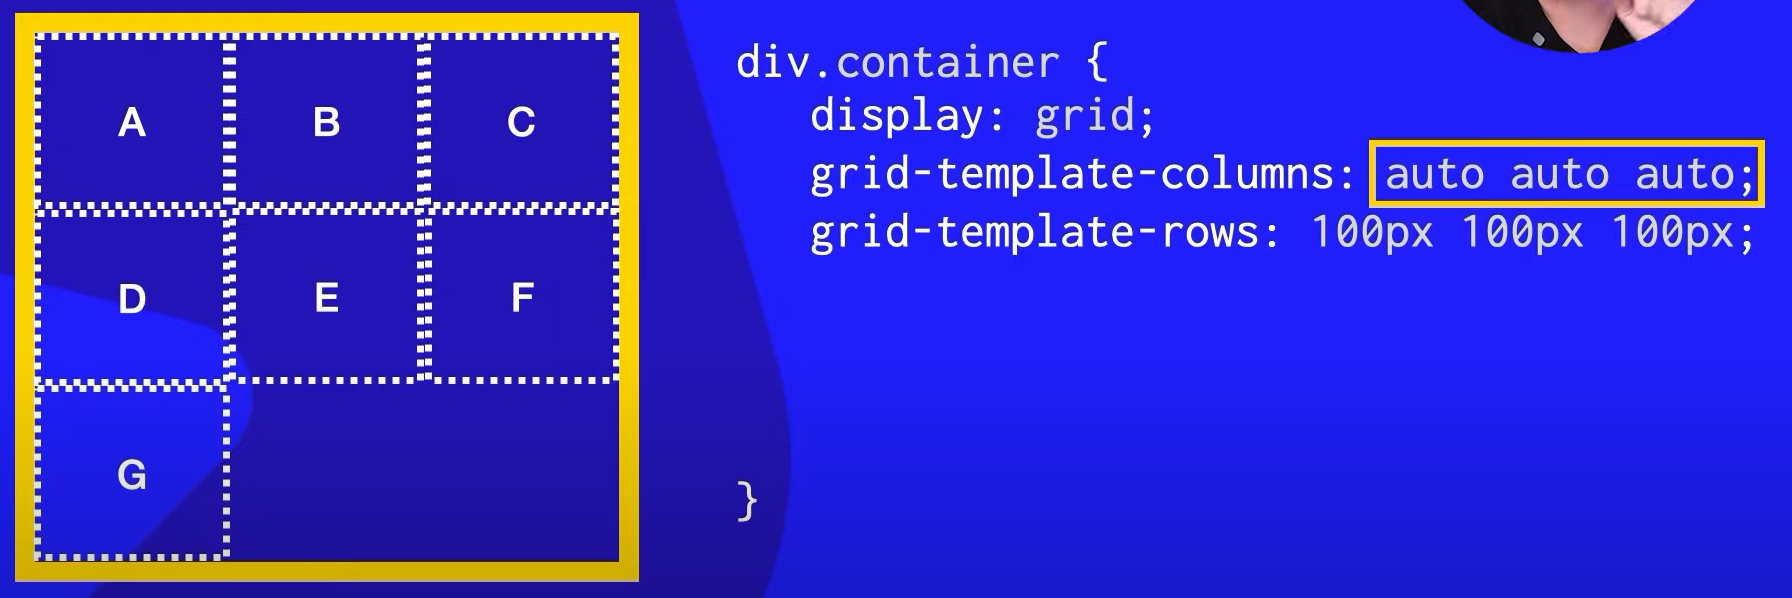 A B C
D E F
G
div.container {
display: grid;
grid-template-columns: auto auto auto;
grid-template-rows: 100px 100px 100px;
}